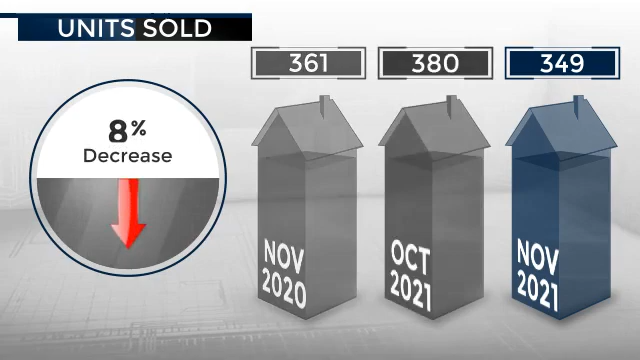 UNITS SOLD
8%
Decrease
361
380
349
NOV
2020
OCT
2021
NOV
2021